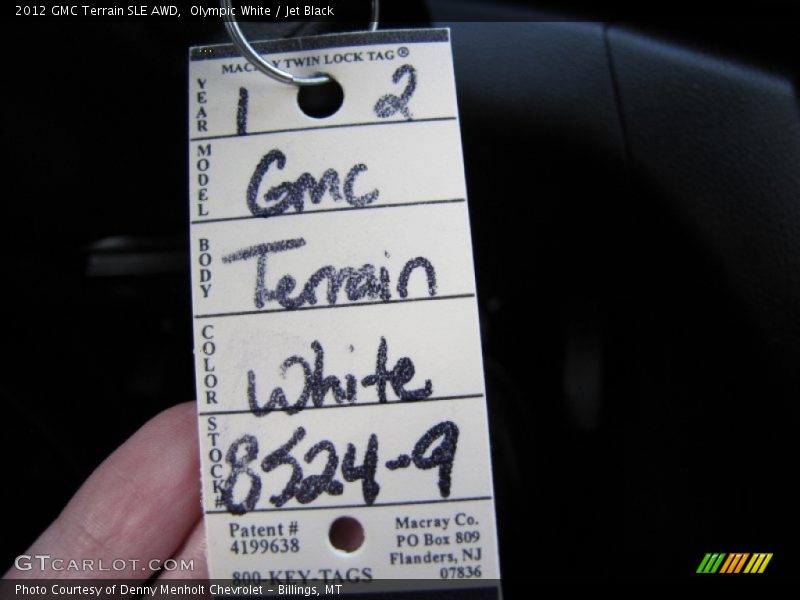 2012 GMC Terrain SLE AWD, Olympic White / Jet Black
TWIN LOCK TAG®
YEAR 1 2
MODEL Gmc
BODY Terrain
COLOR White
STOCK# 8524-9
Patent #
4199638
Macray Co.
PO Box 809
Flanders, NJ
07836
800-KEY-TAGS
GTCARLOT.COM
Photo Courtesy of Denny Menholt Chevrolet – Billings, MT